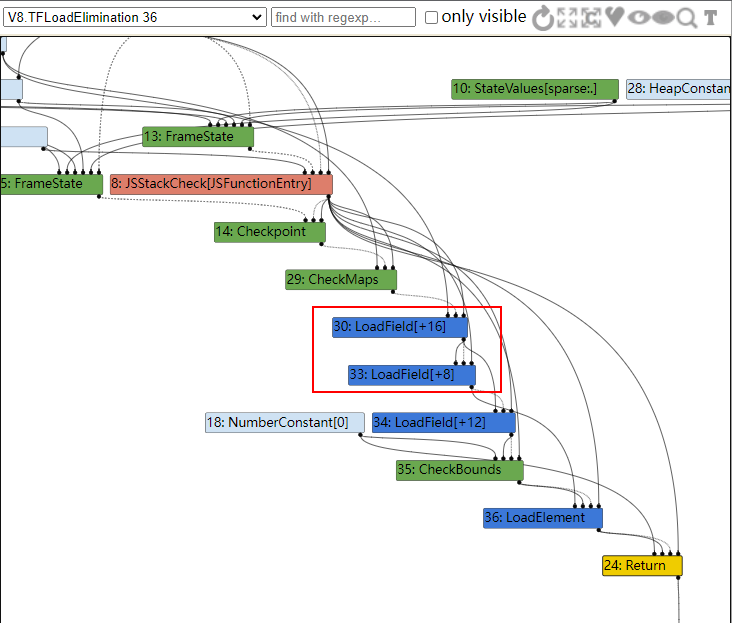 V8.TFLoadElimination 36
find with regexp...
only visible
T
10: StateValues[sparse:.]
28: HeapConstan
13: FrameState
5: FrameState
8: JSStackCheck[JSFunctionEntry]
14: Checkpoint
29: CheckMaps
30: LoadField[+16]
33: LoadField[+8]
18: NumberConstant[0]
34: LoadField[+12]
35: CheckBounds
36: LoadElement
24: Return